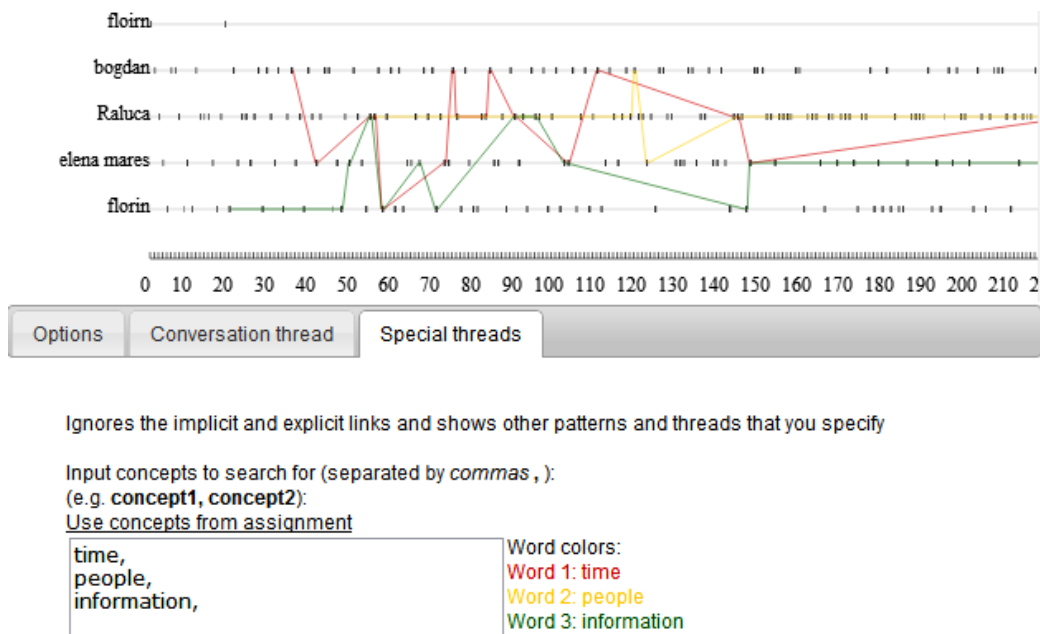 floirn
bogdan
Raluca
elena mares
florin
0 10 20 30 40 50 60 70 80 90 100 110 120 130 140 150 160 170 180 190 200 210 2
Options Conversation thread Special threads
Ignores the implicit and explicit links and shows other patterns and threads that you specify
Input concepts to search for (separated by commas , ):
(e.g. concept1, concept2):
Use concepts from assignment
time,
people,
information,
Word colors:
Word 1: time
Word 2: people
Word 3: information